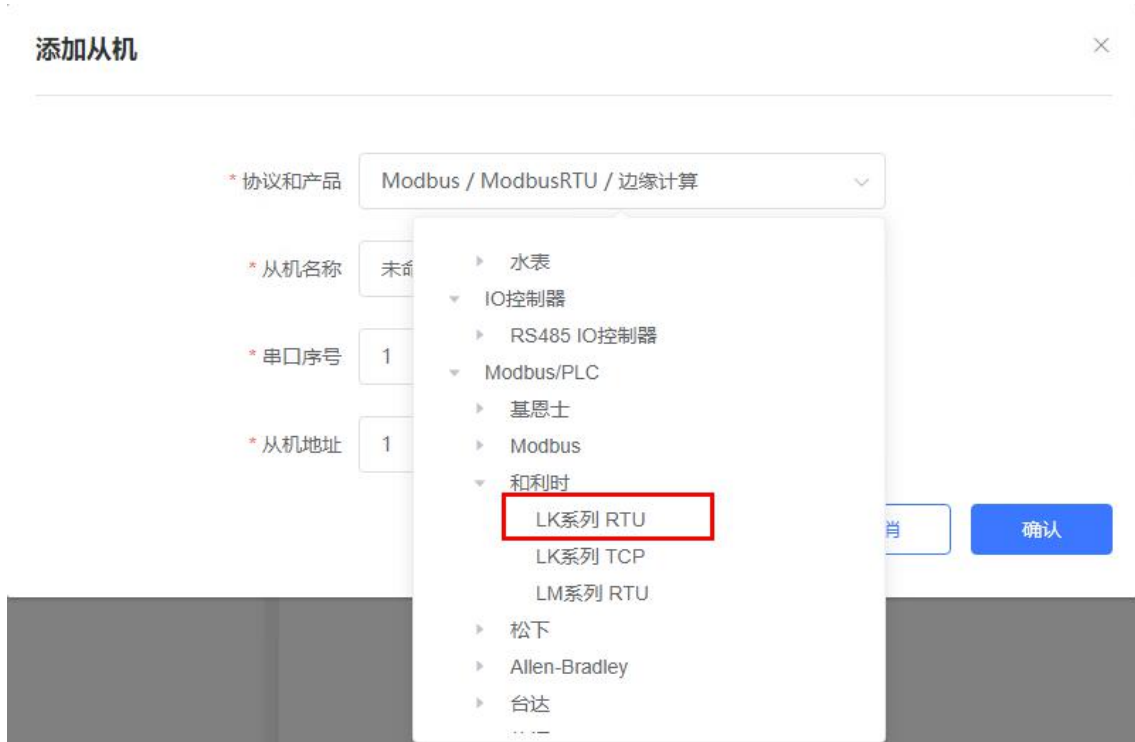 添加从机
*协议和产品 Modbus / ModbusRTU / 边缘计算
水表
*从机名称 未命
IO控制器
RS485 IO控制器
*串口序号 1
Modbus/PLC
基恩士
*从机地址 1
Modbus
和利时
LK系列 RTU
确认
LK系列 TCP
LM系列 RTU
松下
Allen-Bradley
台达